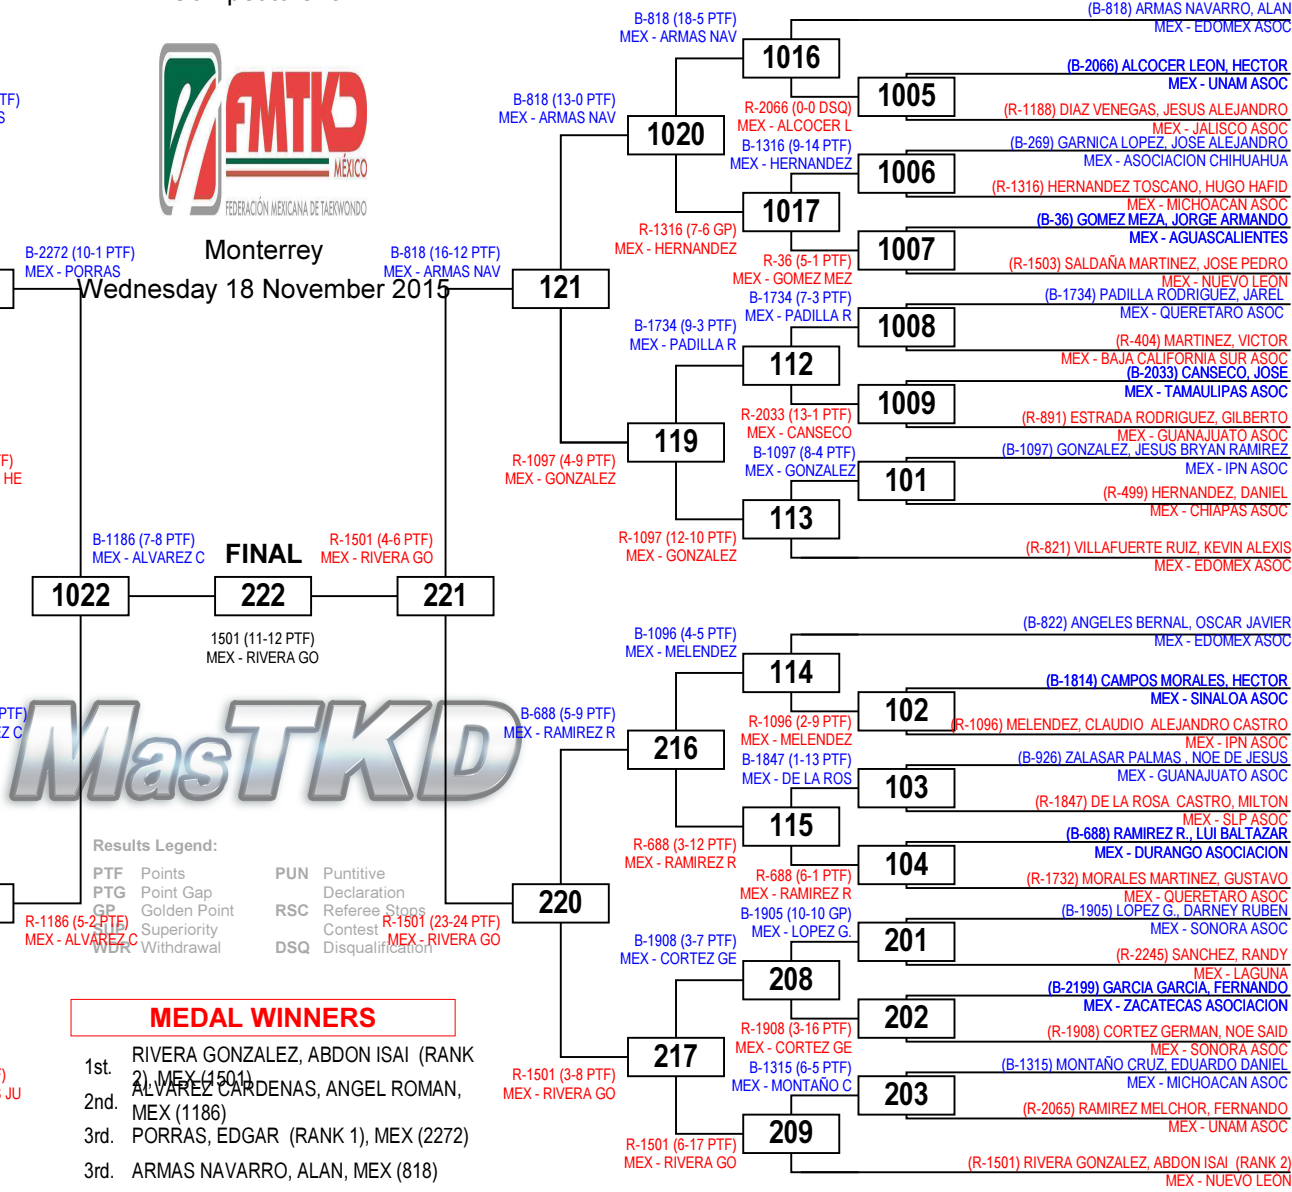 FMTKD
MÉXICO
FEDERACIÓN MEXICANA DE TAEKWONDO
Monterrey
Wednesday 18 November 2015
TF)
S
B-2272 (10-1 PTF)
MEX - PORRAS
F)
HE
B-1186 (7-8 PTF)
MEX - ALVAREZ C
FINAL
R-1501 (4-6 PTF)
MEX - RIVERA GO
1022
222
221
1501 (11-12 PTF)
MEX - RIVERA GO
PTF)
Z C
MasTKD
Results Legend:
PTF Points
PTG Point Gap
GP Golden Point
SUP Superiority
WDR Withdrawal
PUN Puntitive
Declaration
RSC Referee Stops
Contest
DSQ Disqualification
R-1186 (5-2 PTF)
MEX - ALVAREZ C
R-1501 (23-24 PTF)
MEX - RIVERA GO
)
JU
MEDAL WINNERS
1st. RIVERA GONZALEZ, ABDON ISAI (RANK
2), MEX (1501)
2nd. ALVAREZ CARDENAS, ANGEL ROMAN,
MEX (1186)
3rd. PORRAS, EDGAR (RANK 1), MEX (2272)
3rd. ARMAS NAVARRO, ALAN, MEX (818)
B-818 (16-12 PTF)
MEX - ARMAS NAV
121
B-818 (13-0 PTF)
MEX - ARMAS NAV
R-1097 (4-9 PTF)
MEX - GONZALEZ
220
B-688 (5-9 PTF)
MEX - RAMIREZ R
R-1501 (3-8 PTF)
MEX - RIVERA GO
B-818 (18-5 PTF)
MEX - ARMAS NAV
1020
R-1316 (7-6 GP)
MEX - HERNANDEZ
B-1734 (9-3 PTF)
MEX - PADILLA R
119
R-1097 (12-10 PTF)
MEX - GONZALEZ
B-1096 (4-5 PTF)
MEX - MELENDEZ
216
R-688 (3-12 PTF)
MEX - RAMIREZ R
B-1908 (3-7 PTF)
MEX - CORTEZ GE
217
R-1501 (6-17 PTF)
MEX - RIVERA GO
1016
R-2066 (0-0 DSQ)
MEX - ALCOCER L
B-1316 (9-14 PTF)
MEX - HERNANDEZ
1017
R-36 (5-1 PTF)
MEX - GOMEZ MEZ
B-1734 (7-3 PTF)
MEX - PADILLA R
112
R-2033 (13-1 PTF)
MEX - CANSECO
B-1097 (8-4 PTF)
MEX - GONZALEZ
113
114
R-1096 (2-9 PTF)
MEX - MELENDEZ
B-1847 (1-13 PTF)
MEX - DE LA ROS
115
R-688 (6-1 PTF)
MEX - RAMIREZ R
B-1905 (10-10 GP)
MEX - LOPEZ G.
208
R-1908 (3-16 PTF)
MEX - CORTEZ GE
B-1315 (6-5 PTF)
MEX - MONTAÑO C
209
(B-818) ARMAS NAVARRO, ALAN
MEX - EDOMEX ASOC
(B-2066) ALCOCER LEON, HECTOR
MEX - UNAM ASOC
1005
(R-1188) DIAZ VENEGAS, JESUS ALEJANDRO
MEX - JALISCO ASOC
(B-269) GARNICA LOPEZ, JOSE ALEJANDRO
MEX - ASOCIACION CHIHUAHUA
1006
(R-1316) HERNANDEZ TOSCANO, HUGO HAFID
MEX - MICHOACAN ASOC
(B-36) GOMEZ MEZA, JORGE ARMANDO
MEX - AGUASCALIENTES
1007
(R-1503) SALDAÑA MARTINEZ, JOSE PEDRO
MEX - NUEVO LEON
(B-1734) PADILLA RODRIGUEZ, JAREL
MEX - QUERETARO ASOC
1008
(R-404) MARTINEZ, VICTOR
MEX - BAJA CALIFORNIA SUR ASOC
(B-2033) CANSECO, JOSE
MEX - TAMAULIPAS ASOC
1009
(R-891) ESTRADA RODRIGUEZ, GILBERTO
MEX - GUANAJUATO ASOC
(B-1097) GONZALEZ, JESUS BRYAN RAMIREZ
MEX - IPN ASOC
101
(R-499) HERNANDEZ, DANIEL
MEX - CHIAPAS ASOC
(R-821) VILLAFUERTE RUIZ, KEVIN ALEXIS
MEX - EDOMEX ASOC
(B-822) ANGELES BERNAL, OSCAR JAVIER
MEX - EDOMEX ASOC
(B-1814) CAMPOS MORALES, HECTOR
MEX - SINALOA ASOC
102
(R-1096) MELENDEZ, CLAUDIO ALEJANDRO CASTRO
MEX - IPN ASOC
(B-926) ZALASAR PALMAS , NOE DE JESUS
MEX - GUANAJUATO ASOC
103
(R-1847) DE LA ROSA CASTRO, MILTON
MEX - SLP ASOC
(B-688) RAMIREZ R., LUI BALTAZAR
MEX - DURANGO ASOCIACION
104
(R-1732) MORALES MARTINEZ, GUSTAVO
MEX - QUERETARO ASOC
(B-1905) LOPEZ G., DARNEY RUBEN
MEX - SONORA ASOC
201
(R-2245) SANCHEZ, RANDY
MEX - LAGUNA
(B-2199) GARCIA GARCIA, FERNANDO
MEX - ZACATECAS ASOCIACION
202
(R-1908) CORTEZ GERMAN, NOE SAID
MEX - SONORA ASOC
(B-1315) MONTAÑO CRUZ, EDUARDO DANIEL
MEX - MICHOACAN ASOC
203
(R-2065) RAMIREZ MELCHOR, FERNANDO
MEX - UNAM ASOC
(R-1501) RIVERA GONZALEZ, ABDON ISAI (RANK 2)
MEX - NUEVO LEON